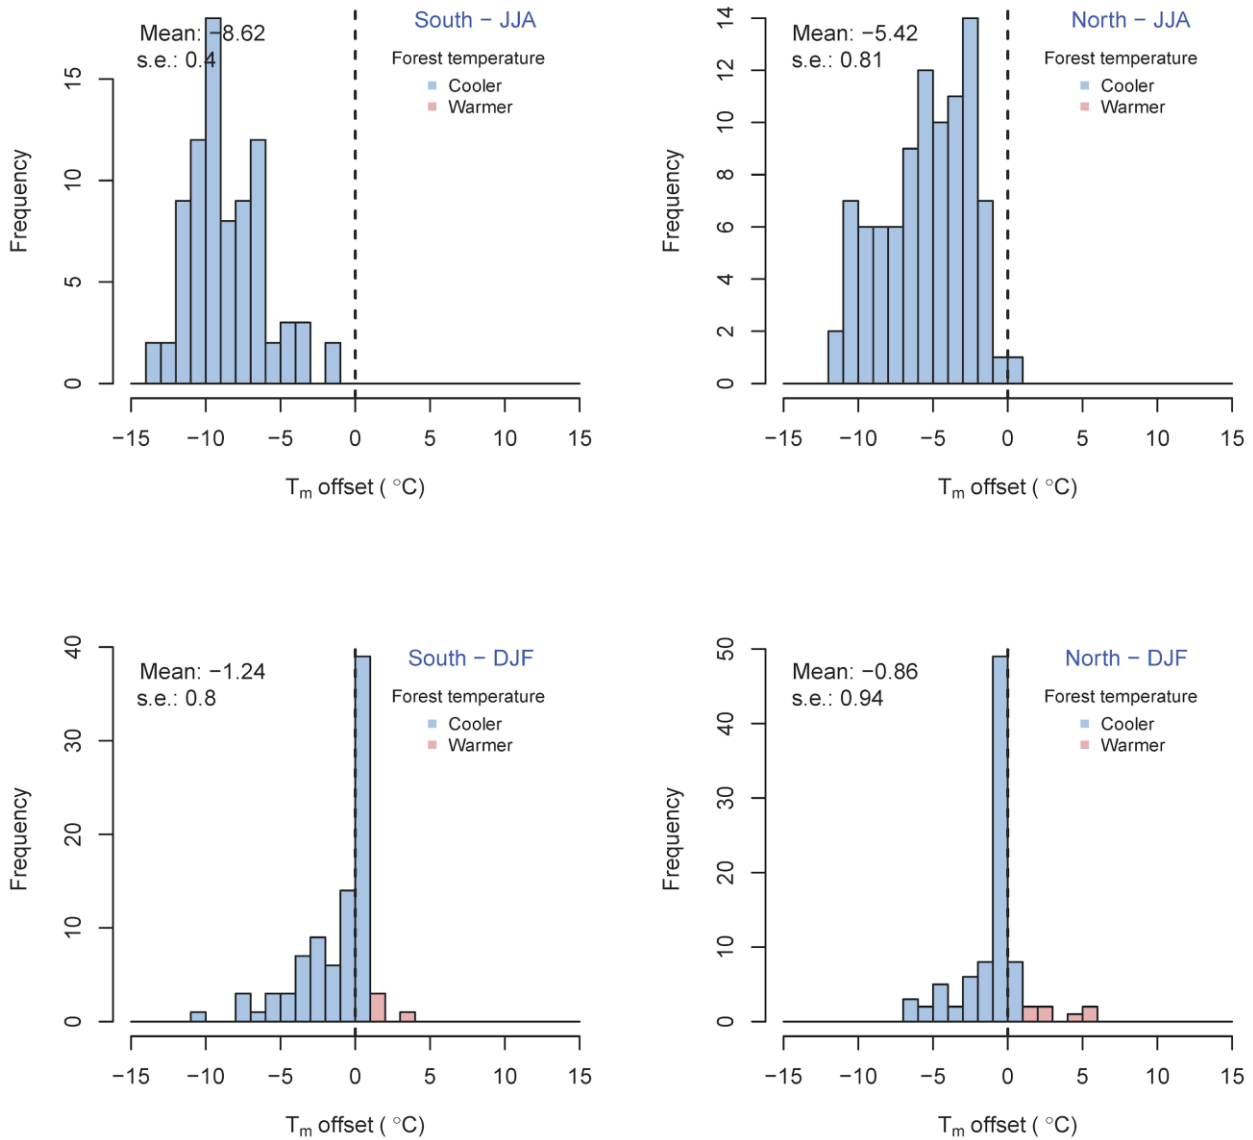 South − JJA
Mean: −8.62
s.e.: 0.4
Forest temperature
Cooler
Warmer
Frequency
0
5
10
15
−15 −10 −5 0 5 10 15
Tm offset ( °C)
North − JJA
Mean: −5.42
s.e.: 0.81
Forest temperature
Cooler
Warmer
Frequency
0
2
4
6
8
10
12
14
−15 −10 −5 0 5 10 15
Tm offset ( °C)
South − DJF
Mean: −1.24
s.e.: 0.8
Forest temperature
Cooler
Warmer
Frequency
0
10
20
30
40
−15 −10 −5 0 5 10 15
Tm offset ( °C)
North − DJF
Mean: −0.86
s.e.: 0.94
Forest temperature
Cooler
Warmer
Frequency
0
10
20
30
40
50
−15 −10 −5 0 5 10 15
Tm offset ( °C)